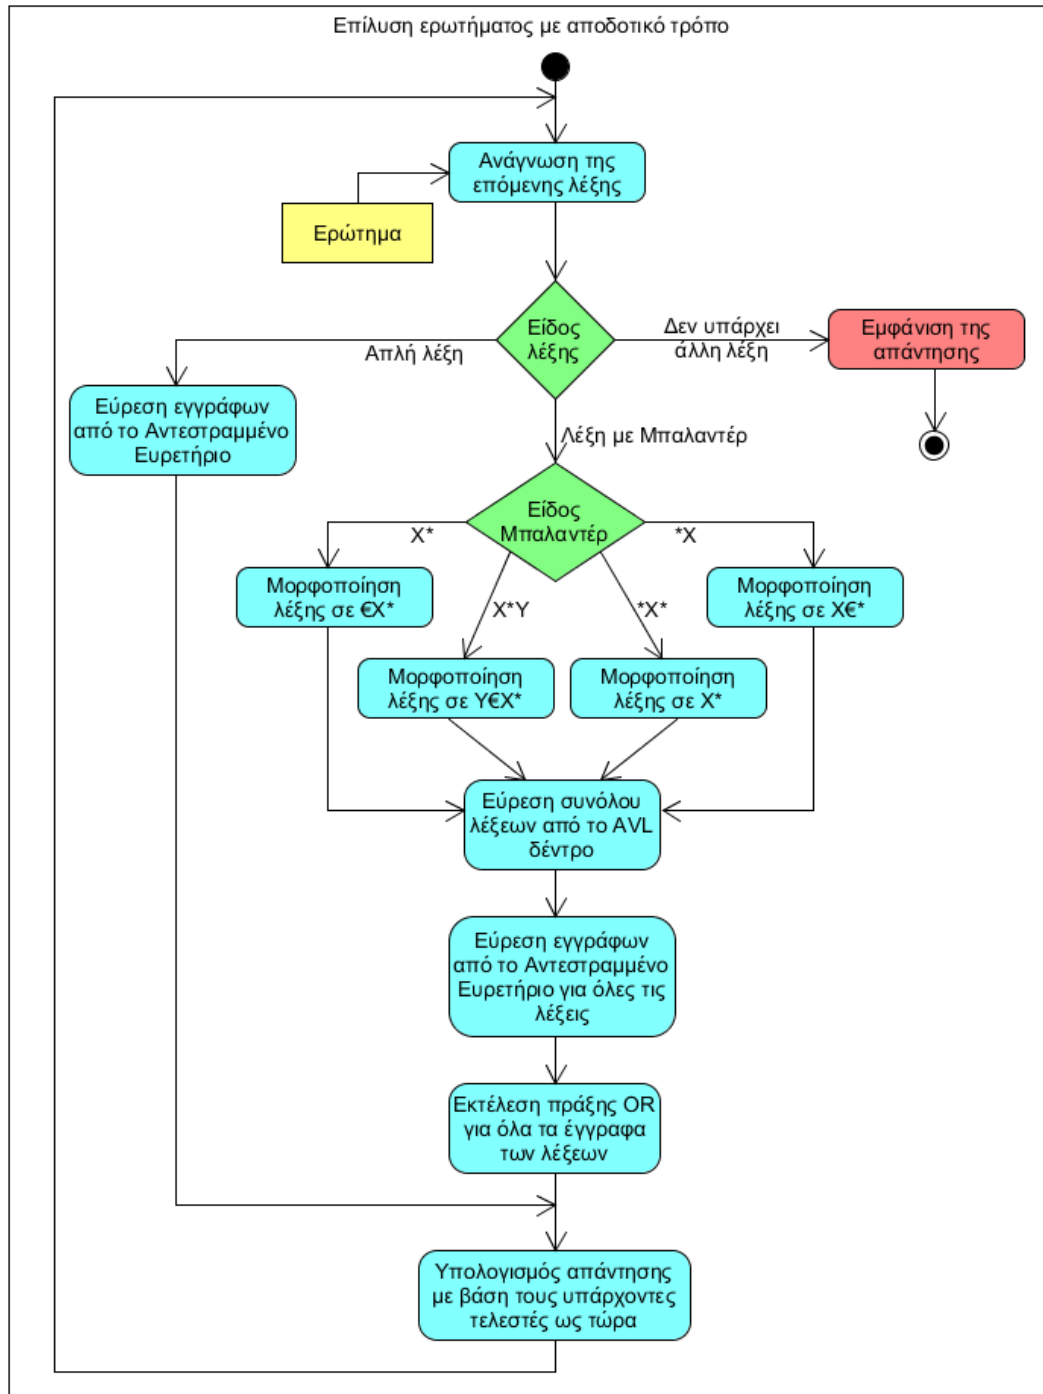 Επίλυση ερωτήματος με αποδοτικό τρόπο
Ανάγνωση της
επόμενης λέξης
Ερώτημα
Είδος
λέξης
Απλή λέξη
Δεν υπάρχει
άλλη λέξη
Εμφάνιση της
απάντησης
Εύρεση εγγράφων
από το Αντεστραμμένο
Ευρετήριο
Λέξη με Μπαλαντέρ
Είδος
Μπαλαντέρ
X*
*X
X*Y
*X*
Μορφοποίηση
λέξης σε €X*
Μορφοποίηση
λέξης σε X€*
Μορφοποίηση
λέξης σε Y€X*
Μορφοποίηση
λέξης σε X*
Εύρεση συνόλου
λέξεων από το AVL
δέντρο
Εύρεση εγγράφων
από το Αντεστραμμένο
Ευρετήριο για όλες τις
λέξεις
Εκτέλεση πράξης OR
για όλα τα έγγραφα
των λέξεων
Υπολογισμός απάντησης
με βάση τους υπάρχοντες
τελεστές ως τώρα